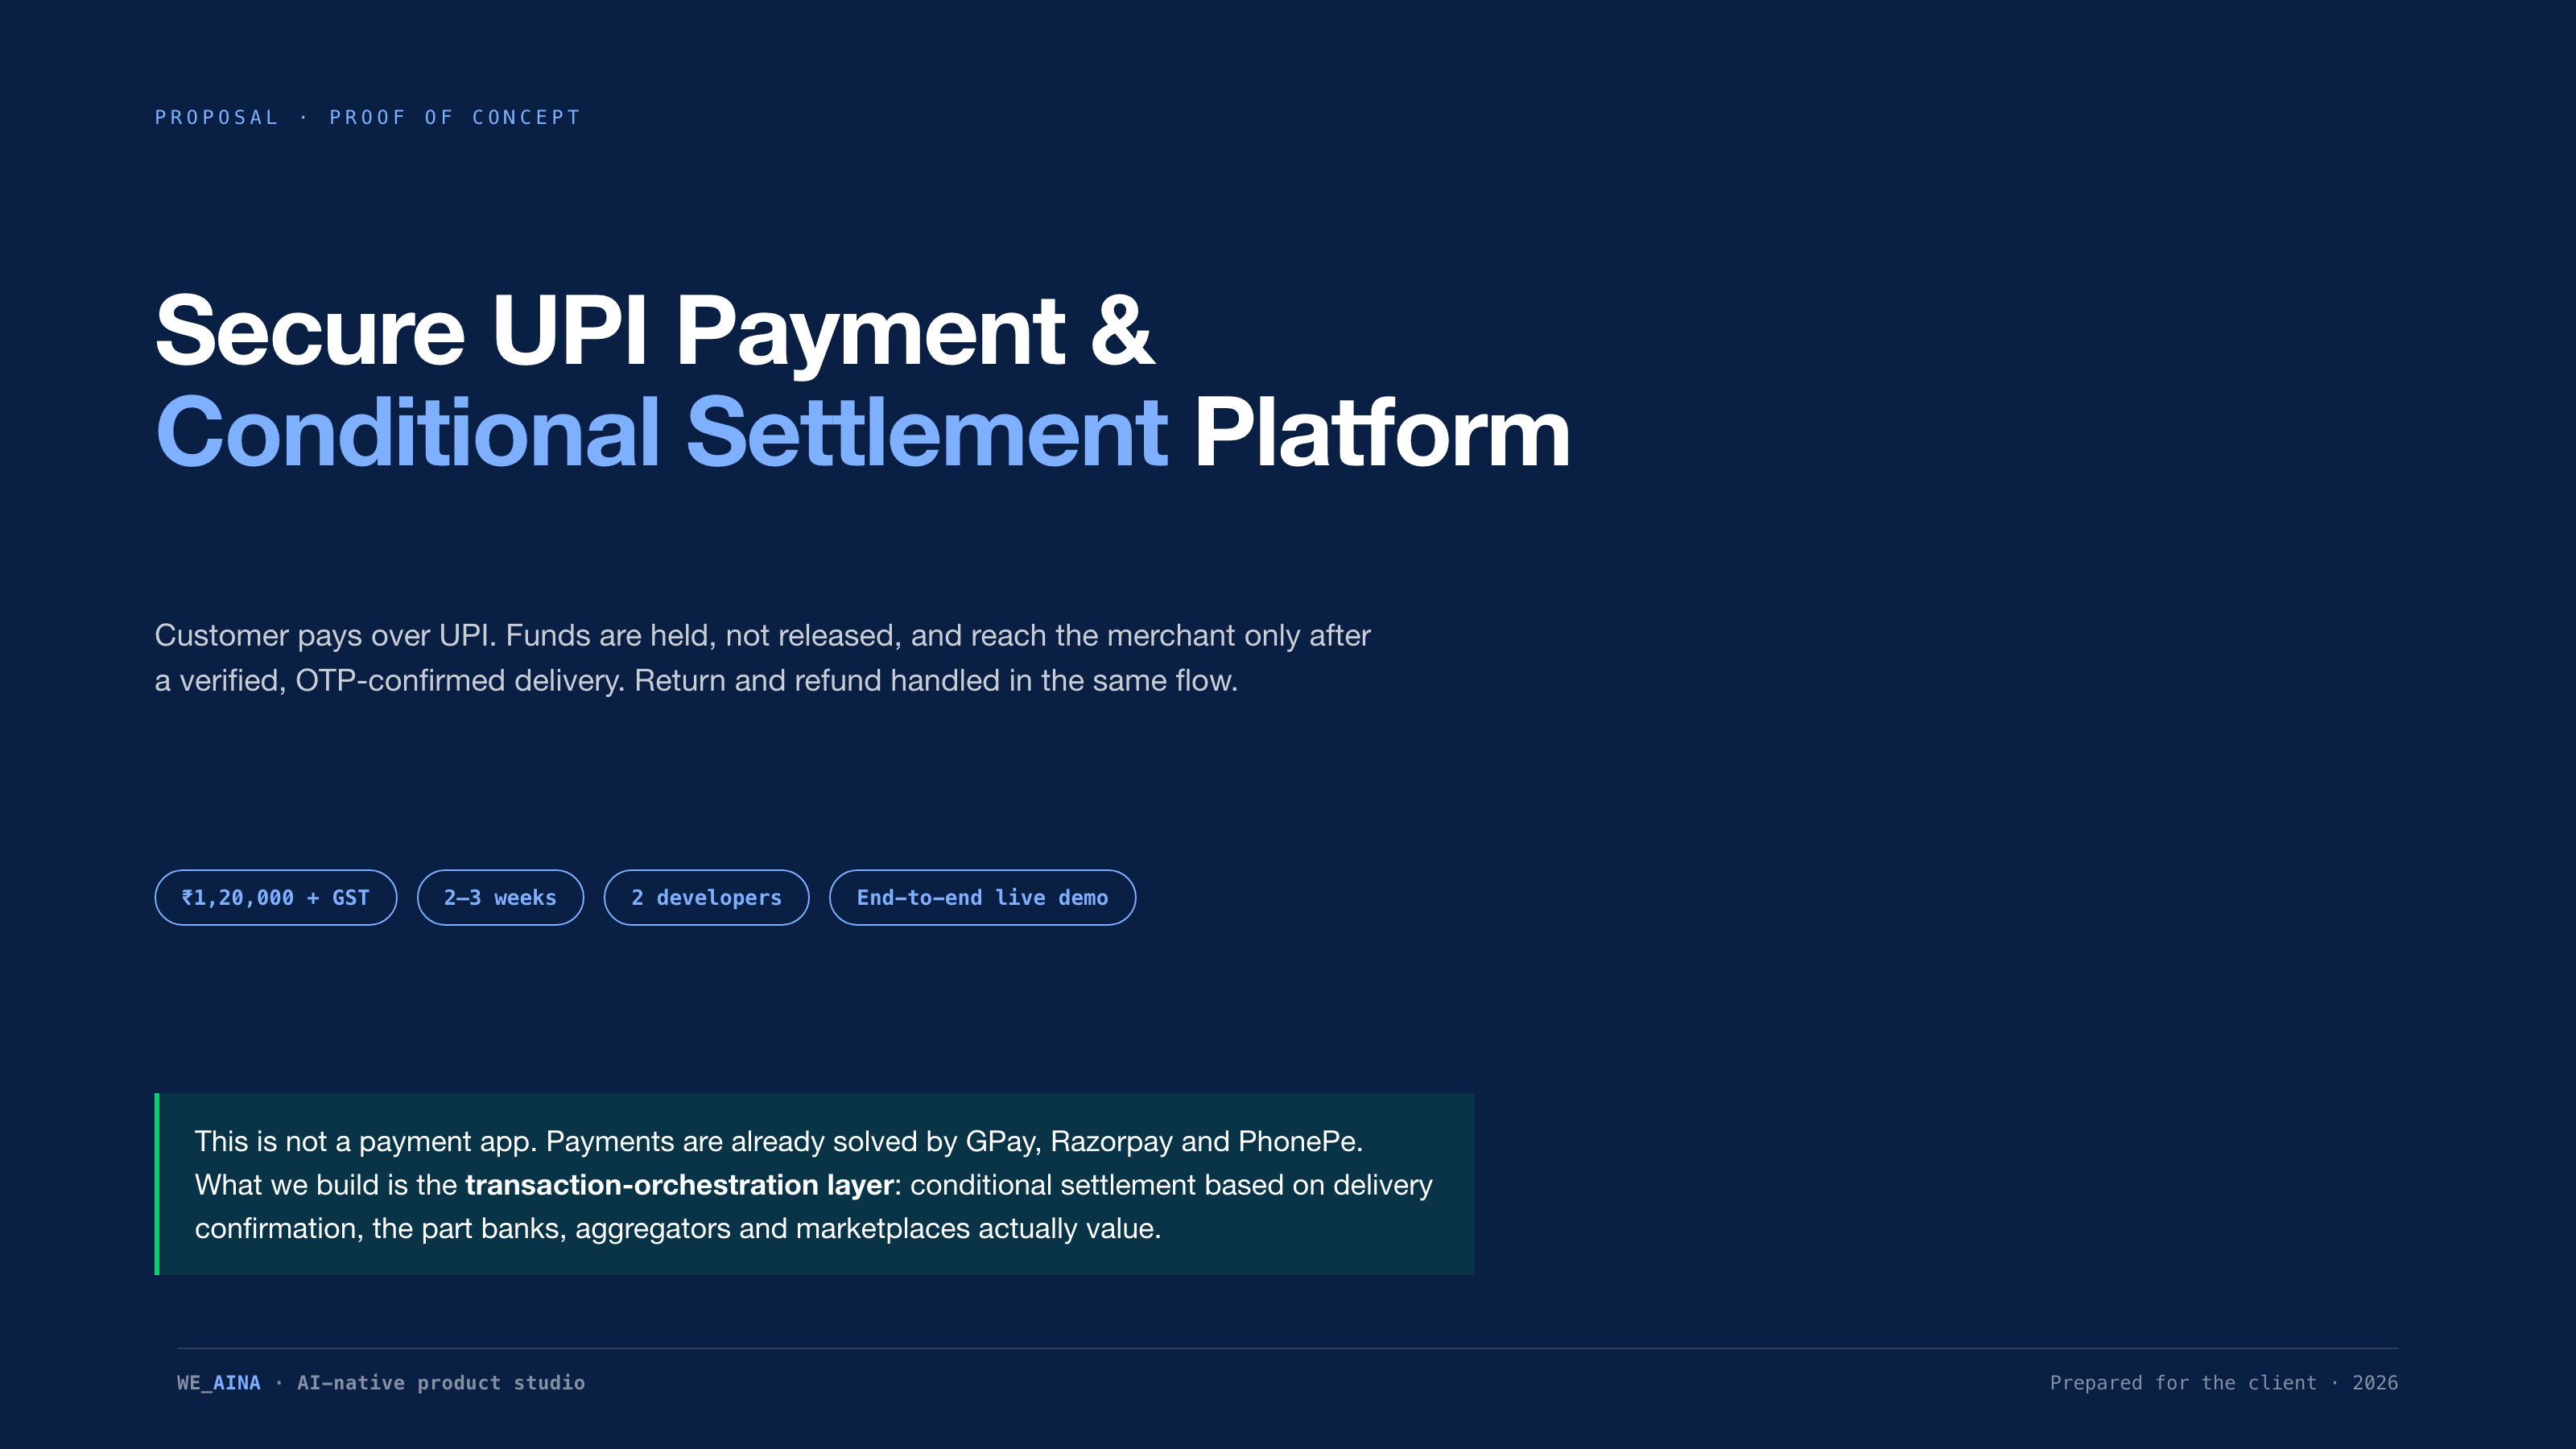 PROPOSAL · PROOF OF CONCEPT
Secure UPI Payment &
Conditional Settlement Platform
Customer pays over UPI. Funds are held, not released, and reach the merchant only after
a verified, OTP-confirmed delivery. Return and refund handled in the same flow.
₹1,20,000 + GST
2–3 weeks
2 developers
End-to-end live demo
This is not a payment app. Payments are already solved by GPay, Razorpay and PhonePe.
What we build is the transaction-orchestration layer: conditional settlement based on delivery
confirmation, the part banks, aggregators and marketplaces actually value.
WE_AINA · AI-native product studio
Prepared for the client · 2026